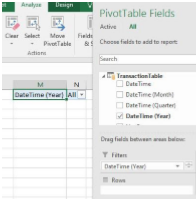 Analyze
Design
Clear
Select
Move
PivotTable
Fields
& S
Actions
M
N
DateTime (Year)
All
PivotTable Fields
Active
All
Choose fields to add to report:
Search
TransactionTable
DateTime
DateTime (Month)
DateTime (Quarter)
DateTime (Year)
Drag fields between areas below:
Filters
DateTime (Year)
Rows